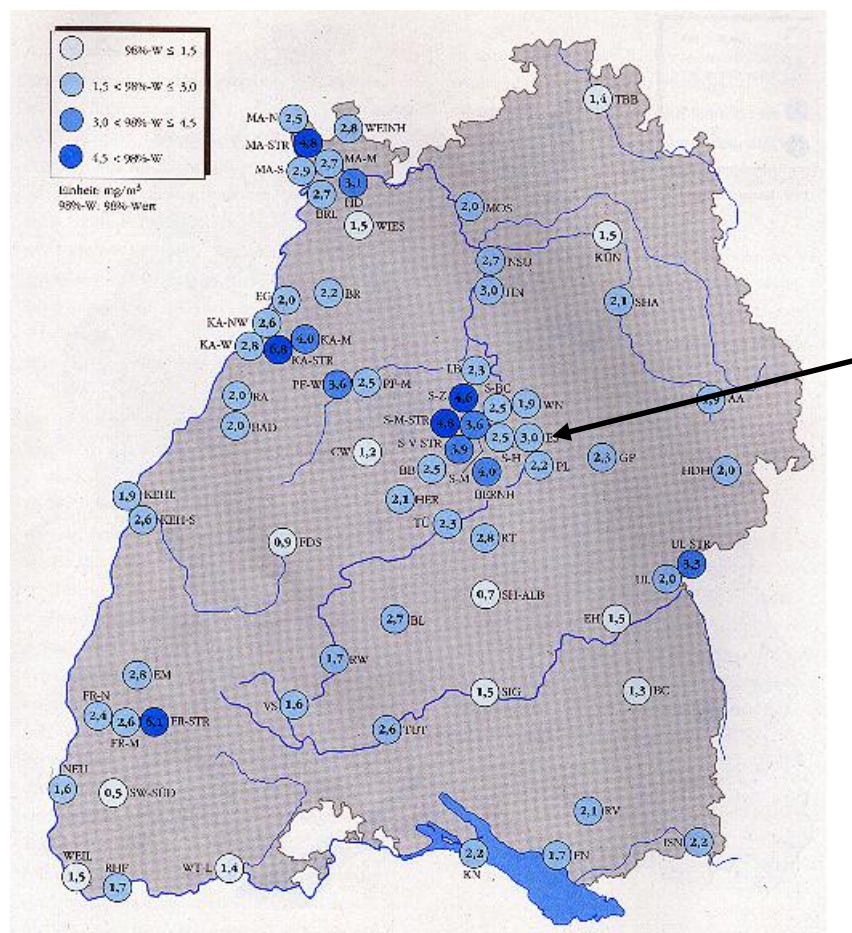 98%-W ≤ 1,5
1,5 < 98%-W ≤ 3,0
3,0 < 98%-W ≤ 4,5
4,5 < 98%-W
Einheit: mg/m³
98%-W: 98%-Wert
1,4 TBB
MA-N 2,5
2,8 WEINH
MA-STR 4,8
2,7 MA-M
MA-S 2,9
3,1 HD
2,7 BRL
2,0 MOS
1,5 WIES
1,5 KÜN
2,7 NSU
3,0 HN
2,1 SHA
EG 2,0
2,2 BR
KA-NW 2,6
KA-W 2,8
6,8 KA-STR
4,0 KA-M
LB 2,3
PF-W 3,6
2,5 PF-M
2,0 RA
2,0 BAD
S-Z 4,6
S-BC 2,5
1,9 WN
1,9 AA
S-M-STR 4,8
3,6
S-V-STR 3,9
2,5 S-H
3,0 ES
CW 1,2
BB 2,5
S-M
4,0 BERNH
2,2 PL
2,3 GP
HDH 2,0
1,9 KEHL
2,1 HER
2,6 KEH-S
TÜ 2,3
2,8 RT
0,9 FDS
UL-STR 3,3
UL 2,0
0,7 SH-ALB
2,7 BL
EH 1,5
1,7 RW
2,8 EM
VS 1,6
1,5 SIG
1,3 BC
FR-N 2,4
2,6 FR-M
6,1 FR-STR
2,6 TUT
NEU 1,6
0,5 SW-SÜD
2,1 RV
ISN 2,2
2,2 KN
1,7 FN
WEIL 1,5
RHF 1,7
WT-L 1,4